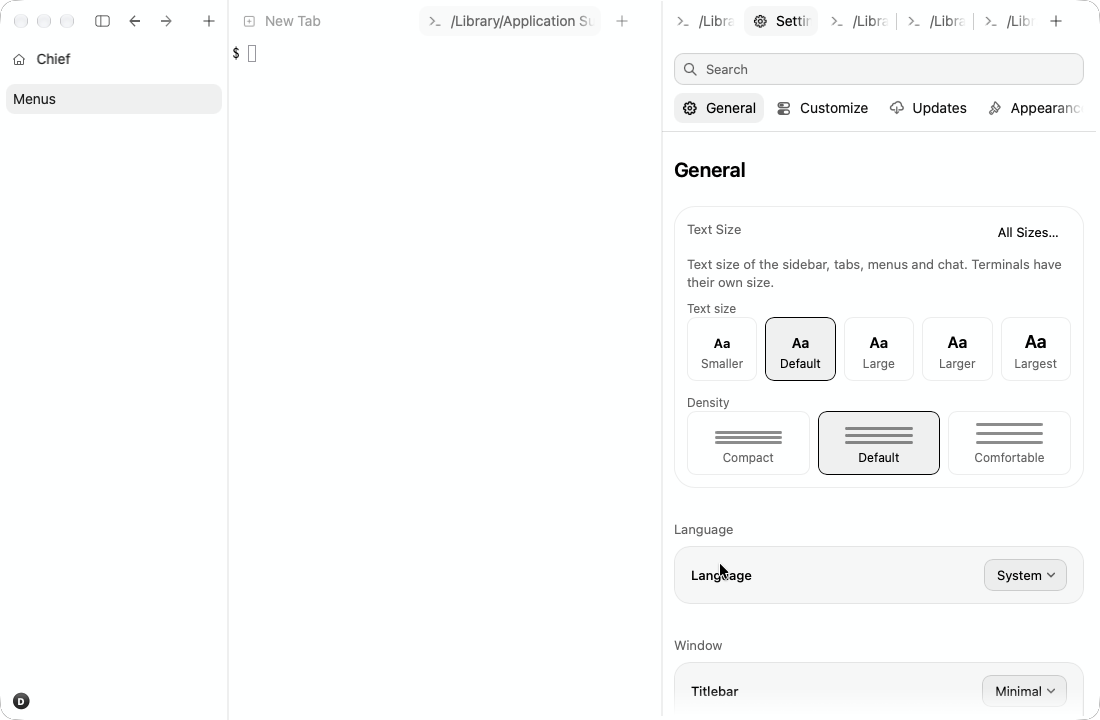 New Tab
/Library/Application Su
/Libra
Settin
/Libra
/Libra
/Libr
Chief
$
Search
Menus
General
Customize
Updates
Appearanc
General
Text Size
All Sizes...
Text size of the sidebar, tabs, menus and chat. Terminals have
their own size.
Text size
Aa
Aa
Aa
Aa
Aa
Smaller
Default
Large
Larger
Largest
Density
Compact
Default
Comfortable
Language
Language
System
Window
Titlebar
Minimal
D